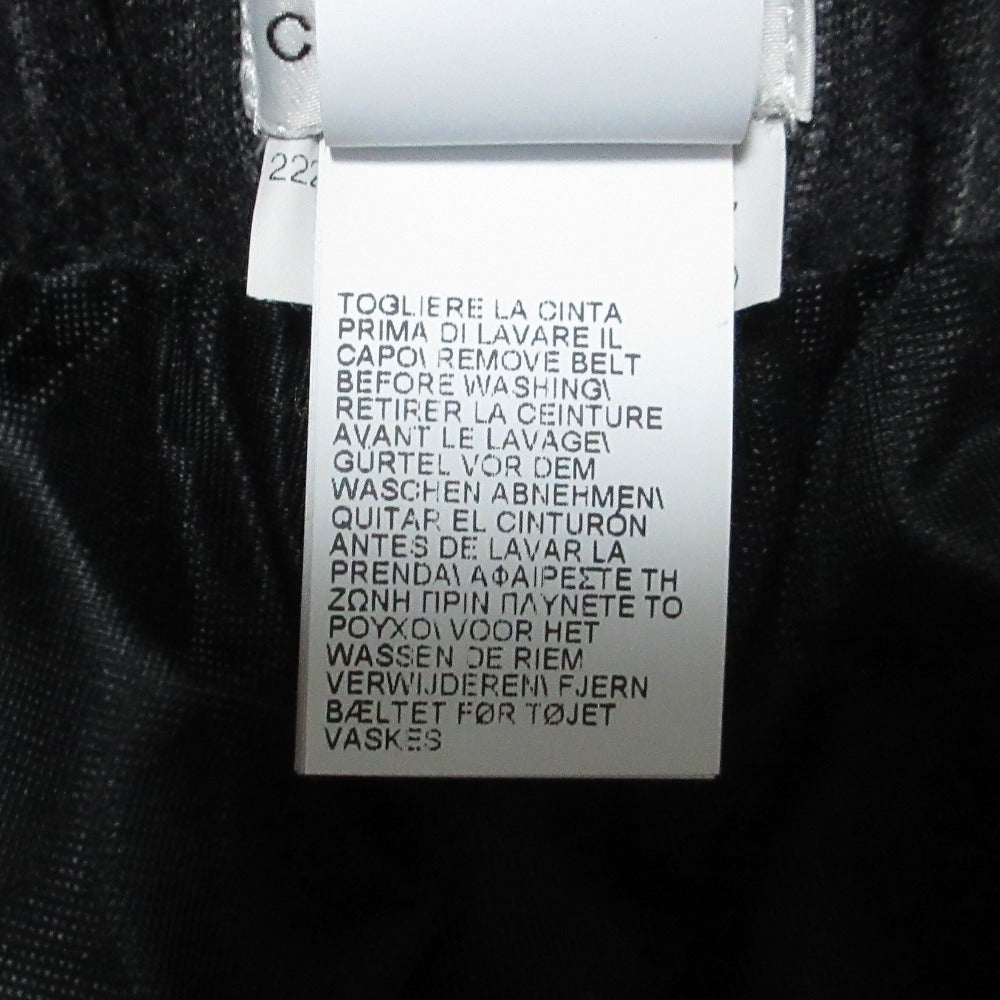 C
222
TOGLIERE LA CINTA
PRIMA DI LAVARE IL
CAPO\ REMOVE BELT
BEFORE WASHING\
RETIRER LA CEINTURE
AVANT LE LAVAGE\
GÜRTEL VOR DEM
WASCHEN ABNEHMEN\
QUITAR EL CINTURÓN
ANTES DE LAVAR LA
PRENDA\ ΑΦΑΙΡΕΣΤΕ ΤΗ
ΖΩΝΗ ΠΡΙΝ ΠΛΥΝΕΤΕ ΤΟ
ΡΟΥΧΟ\ VOOR HET
WASSEN DE RIEM
VERWIJDEREN\ FJERN
BÆLTET FØR TØJET
VASKES